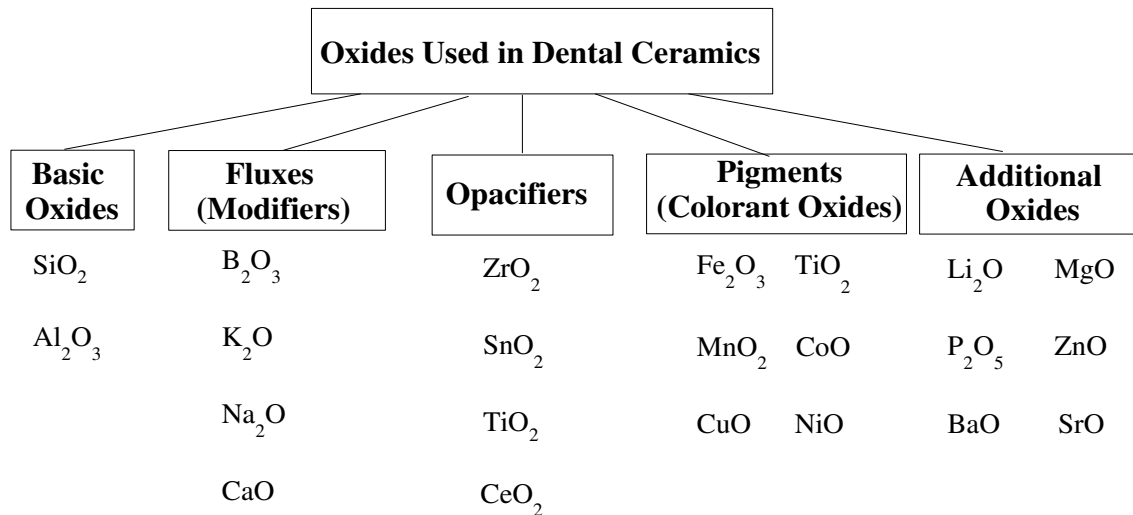 Oxides Used in Dental Ceramics
Basic
Oxides
Fluxes
(Modifiers)
Opacifiers
Pigments
(Colorant Oxides)
Additional
Oxides
SiO₂
Al₂O₃
B₂O₃
K₂O
Na₂O
CaO
ZrO₂
SnO₂
TiO₂
CeO₂
Fe₂O₃ TiO₂
MnO₂ CoO
CuO NiO
Li₂O MgO
P₂O₅ ZnO
BaO SrO